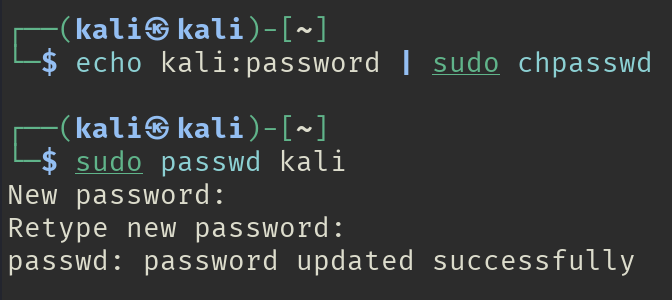 ┌──(kali㉿kali)-[~]
└─$ echo kali:password | sudo chpasswd
┌──(kali㉿kali)-[~]
└─$ sudo passwd kali
New password:
Retype new password:
passwd: password updated successfully